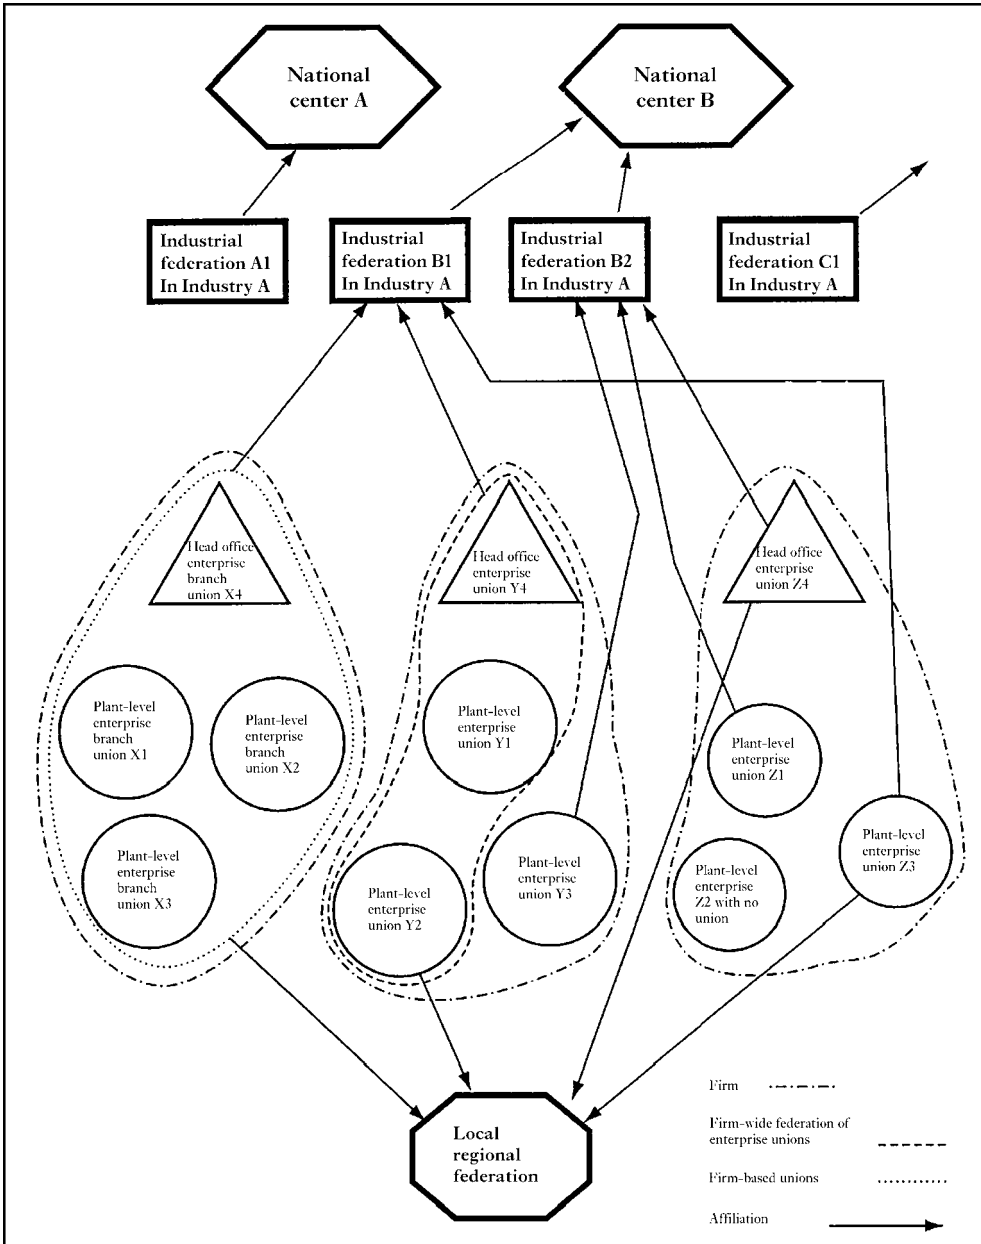 National
center A
National
center B
Industrial
federation A1
In Industry A
Industrial
federation B1
In Industry A
Industrial
federation B2
In Industry A
Industrial
federation C1
In Industry A
Head office
enterprise
branch
union X4
Head office
enterprise
union Y4
Head office
enterprise
union Z4
Plant-level
enterprise
branch
union X1
Plant-level
enterprise
branch
union X2
Plant-level
enterprise
branch
union X3
Plant-level
enterprise
union Y1
Plant-level
enterprise
union Y2
Plant-level
enterprise
union Y3
Plant-level
enterprise
union Z1
Plant-level
enterprise
Z2 with no
union
Plant-level
enterprise
union Z3
Local
regional
federation
Firm
Firm-wide federation of
enterprise unions
Firm-based unions
Affiliation